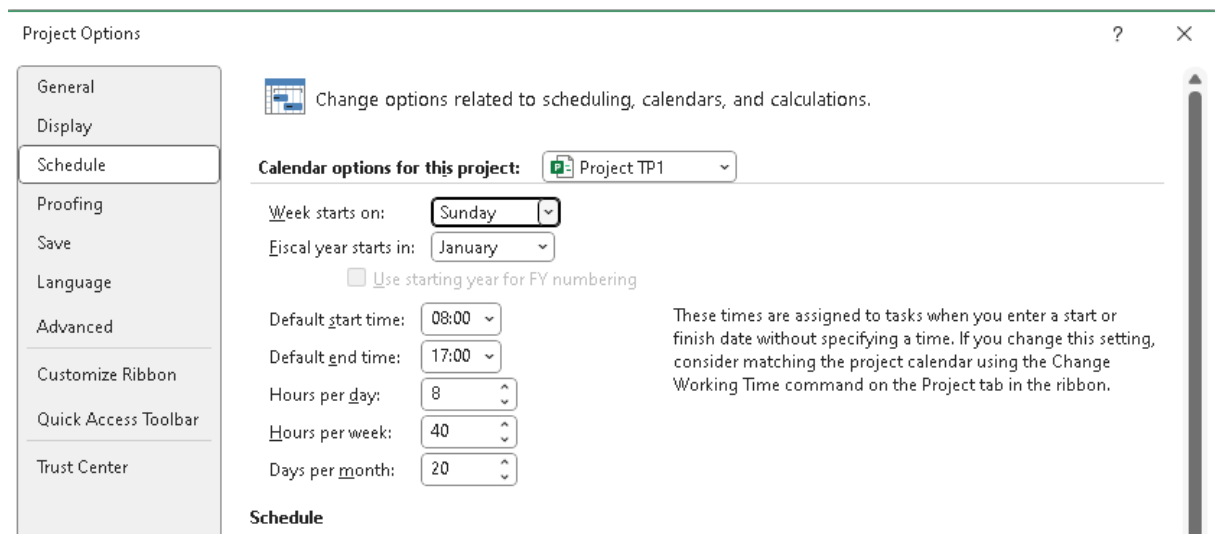 Project Options
?
General
Display
Schedule
Proofing
Save
Language
Advanced
Customize Ribbon
Quick Access Toolbar
Trust Center
Change options related to scheduling, calendars, and calculations.
Calendar options for this project: Project TP1
Week starts on: Sunday
Fiscal year starts in: January
Use starting year for FY numbering
Default start time: 08:00
Default end time: 17:00
Hours per day: 8
Hours per week: 40
Days per month: 20
These times are assigned to tasks when you enter a start or
finish date without specifying a time. If you change this setting,
consider matching the project calendar using the Change
Working Time command on the Project tab in the ribbon.
Schedule